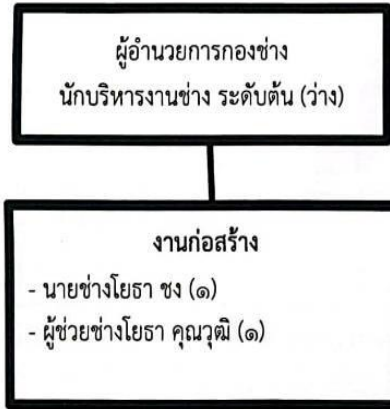 ผู้อำนวยการกองช่าง
นักบริหารงานช่าง ระดับต้น (ว่าง)
งานก่อสร้าง
- นายช่างโยธา ชง (๑)
- ผู้ช่วยช่างโยธา คุณวุฒิ (๑)